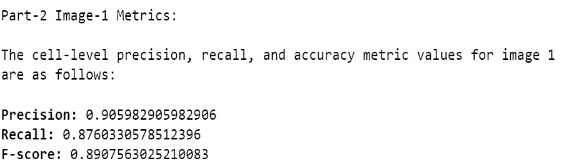 Part-2 Image-1 Metrics:
The cell-level precision, recall, and accuracy metric values for image 1
are as follows:
Precision: 0.905982905982906
Recall: 0.8760330578512396
F-score: 0.8907563025210083